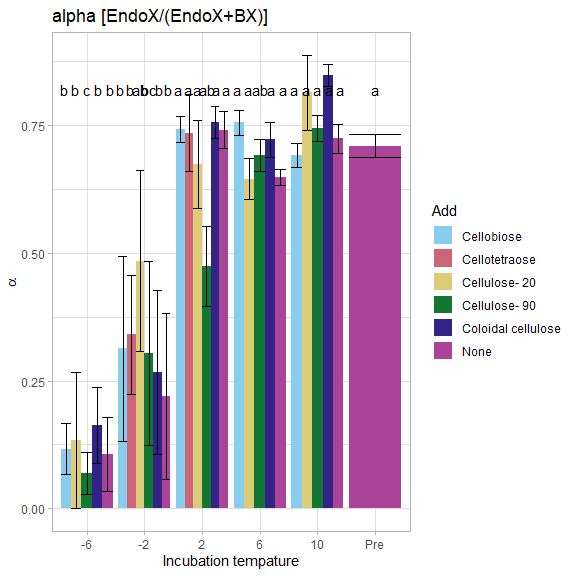 alpha [EndoX/(EndoX+BX)]
b b c b b b b ab bc b b a a a ab a a a a ab a a a a a a a a
0.75
0.50
0.25
0.00
α
-6 -2 2 6 10 Pre
Incubation tempature
Add
Cellobiose
Cellotetraose
Cellulose- 20
Cellulose- 90
Coloidal cellulose
None